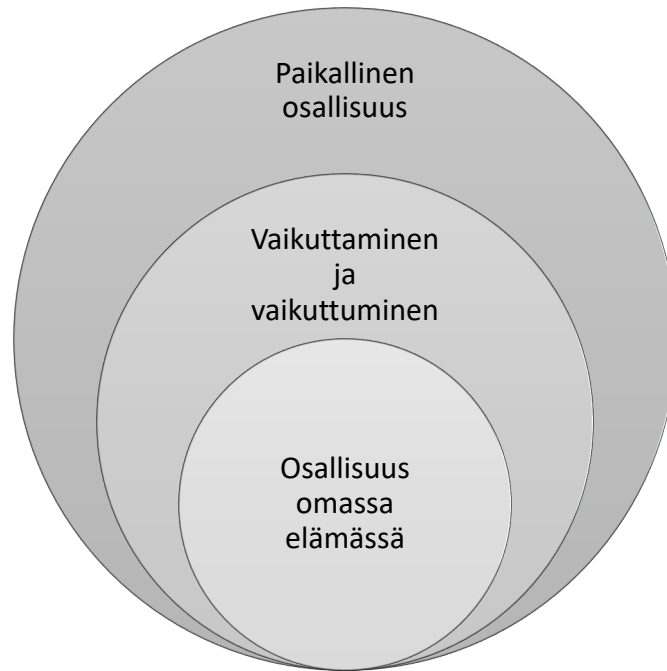 Paikallinen
osallisuus
Vaikuttaminen
ja
vaikuttuminen
Osallisuus
omassa
elämässä